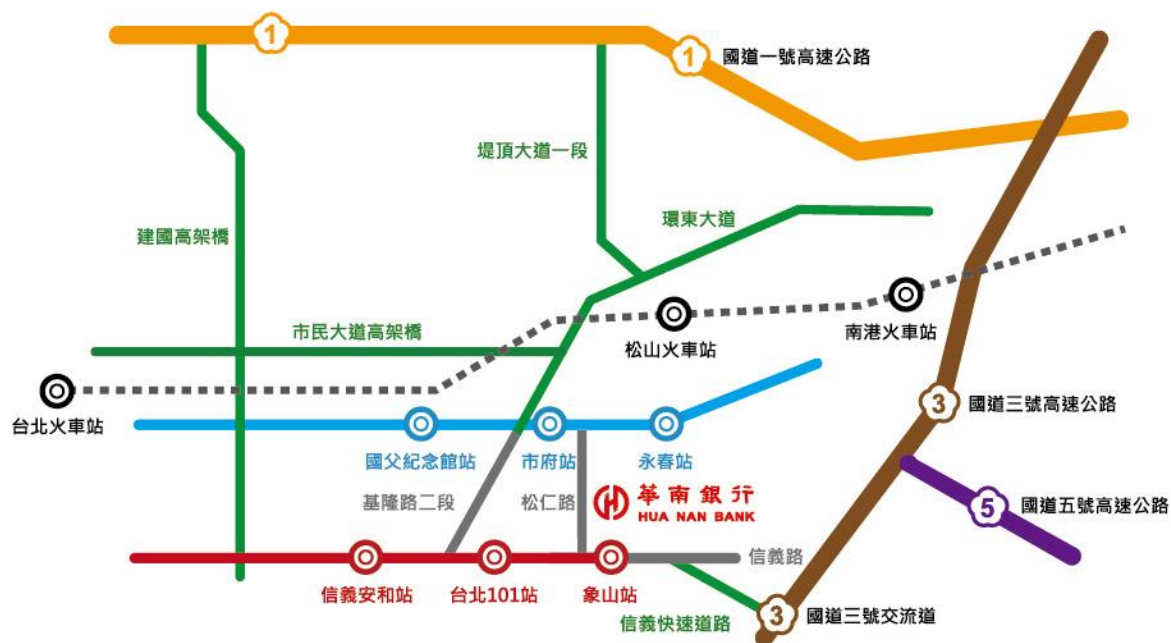 1
1
國道一號高速公路
堤頂大道一段
環東大道
建國高架橋
市民大道高架橋
松山火車站
南港火車站
台北火車站
3
國道三號高速公路
國父紀念館站
市府站
永春站
基隆路二段
松仁路
華南銀行
HUA NAN BANK
5
國道五號高速公路
信義路
信義安和站
台北101站
象山站
信義快速道路
3
國道三號交流道